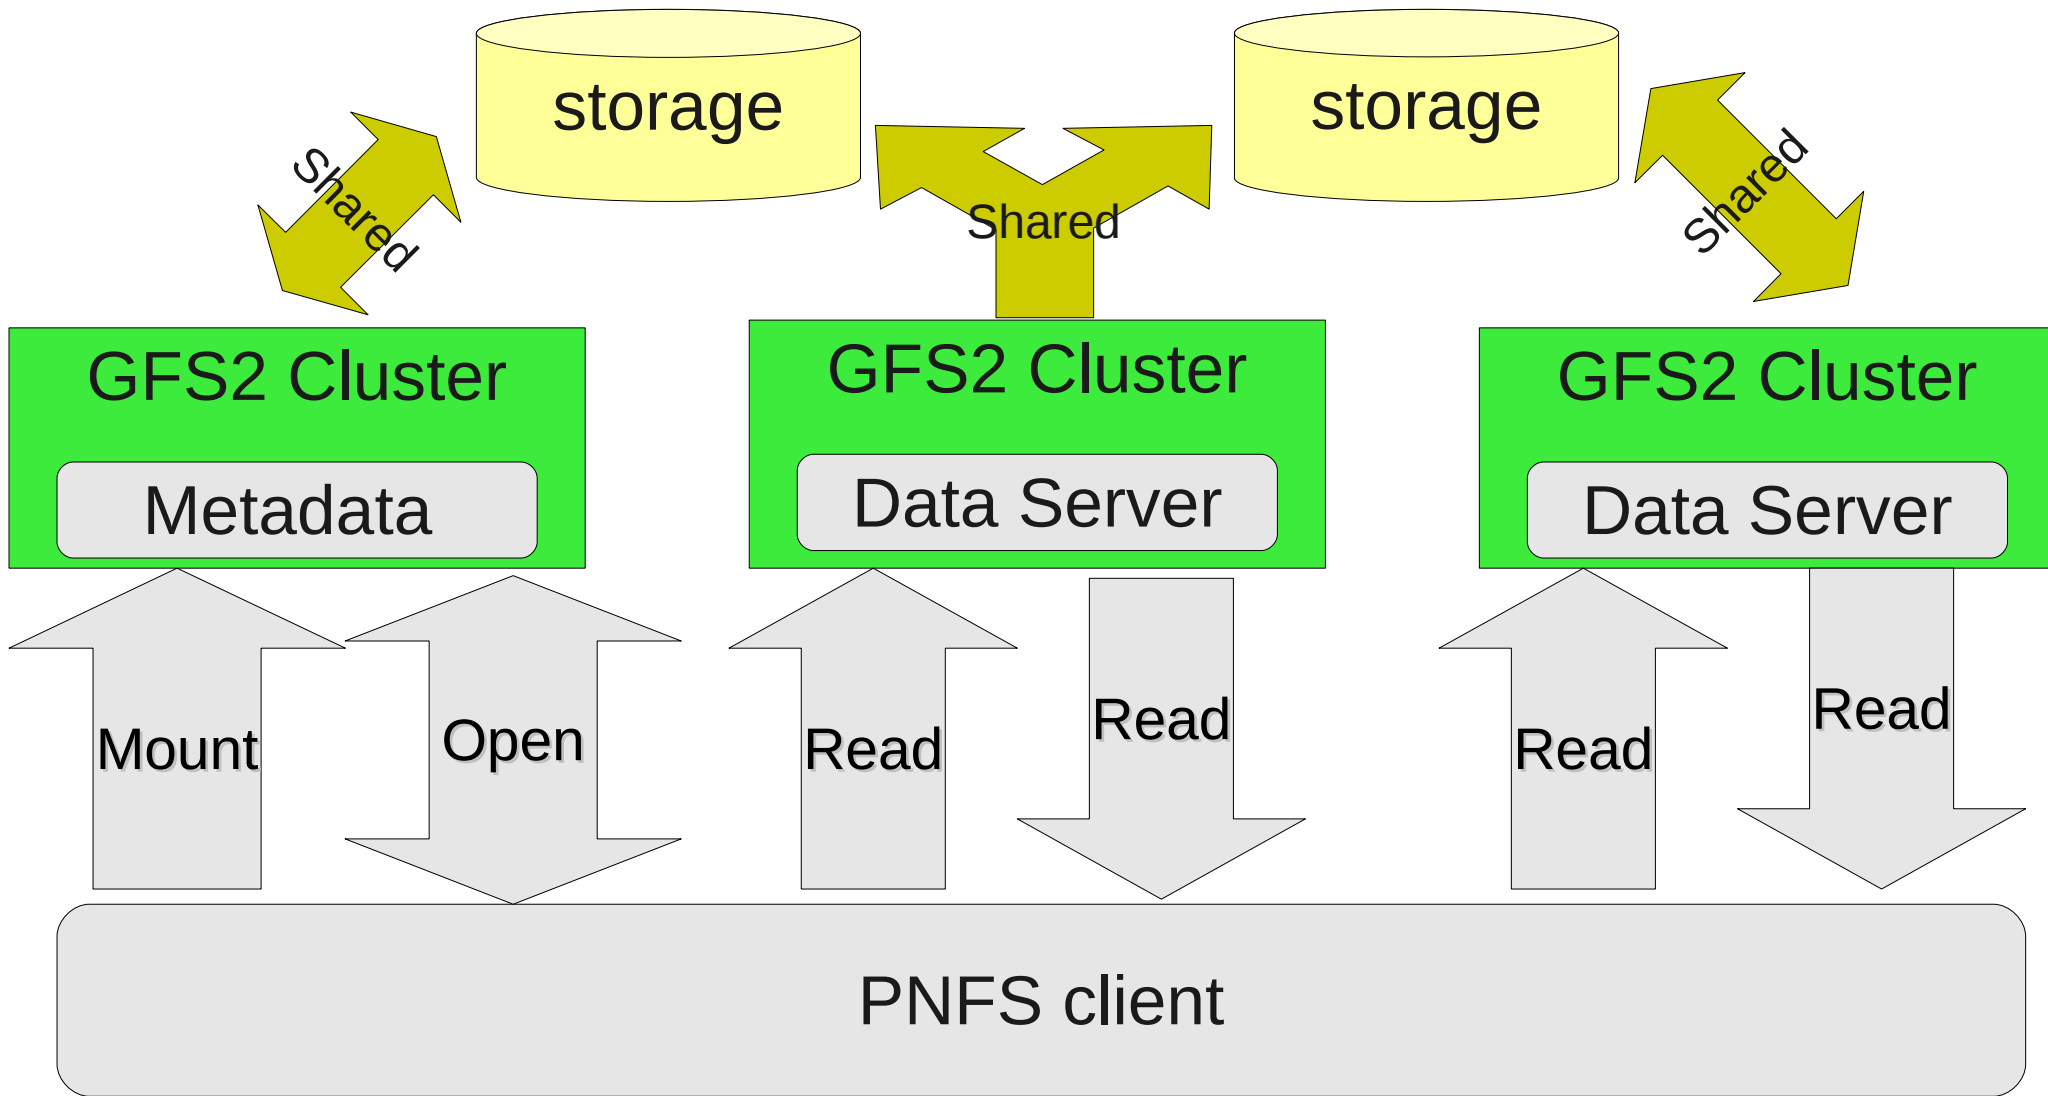 storage
storage
Shared
Shared
Shared
GFS2 Cluster
GFS2 Cluster
GFS2 Cluster
Metadata
Data Server
Data Server
Mount
Open
Read
Read
Read
Read
PNFS client